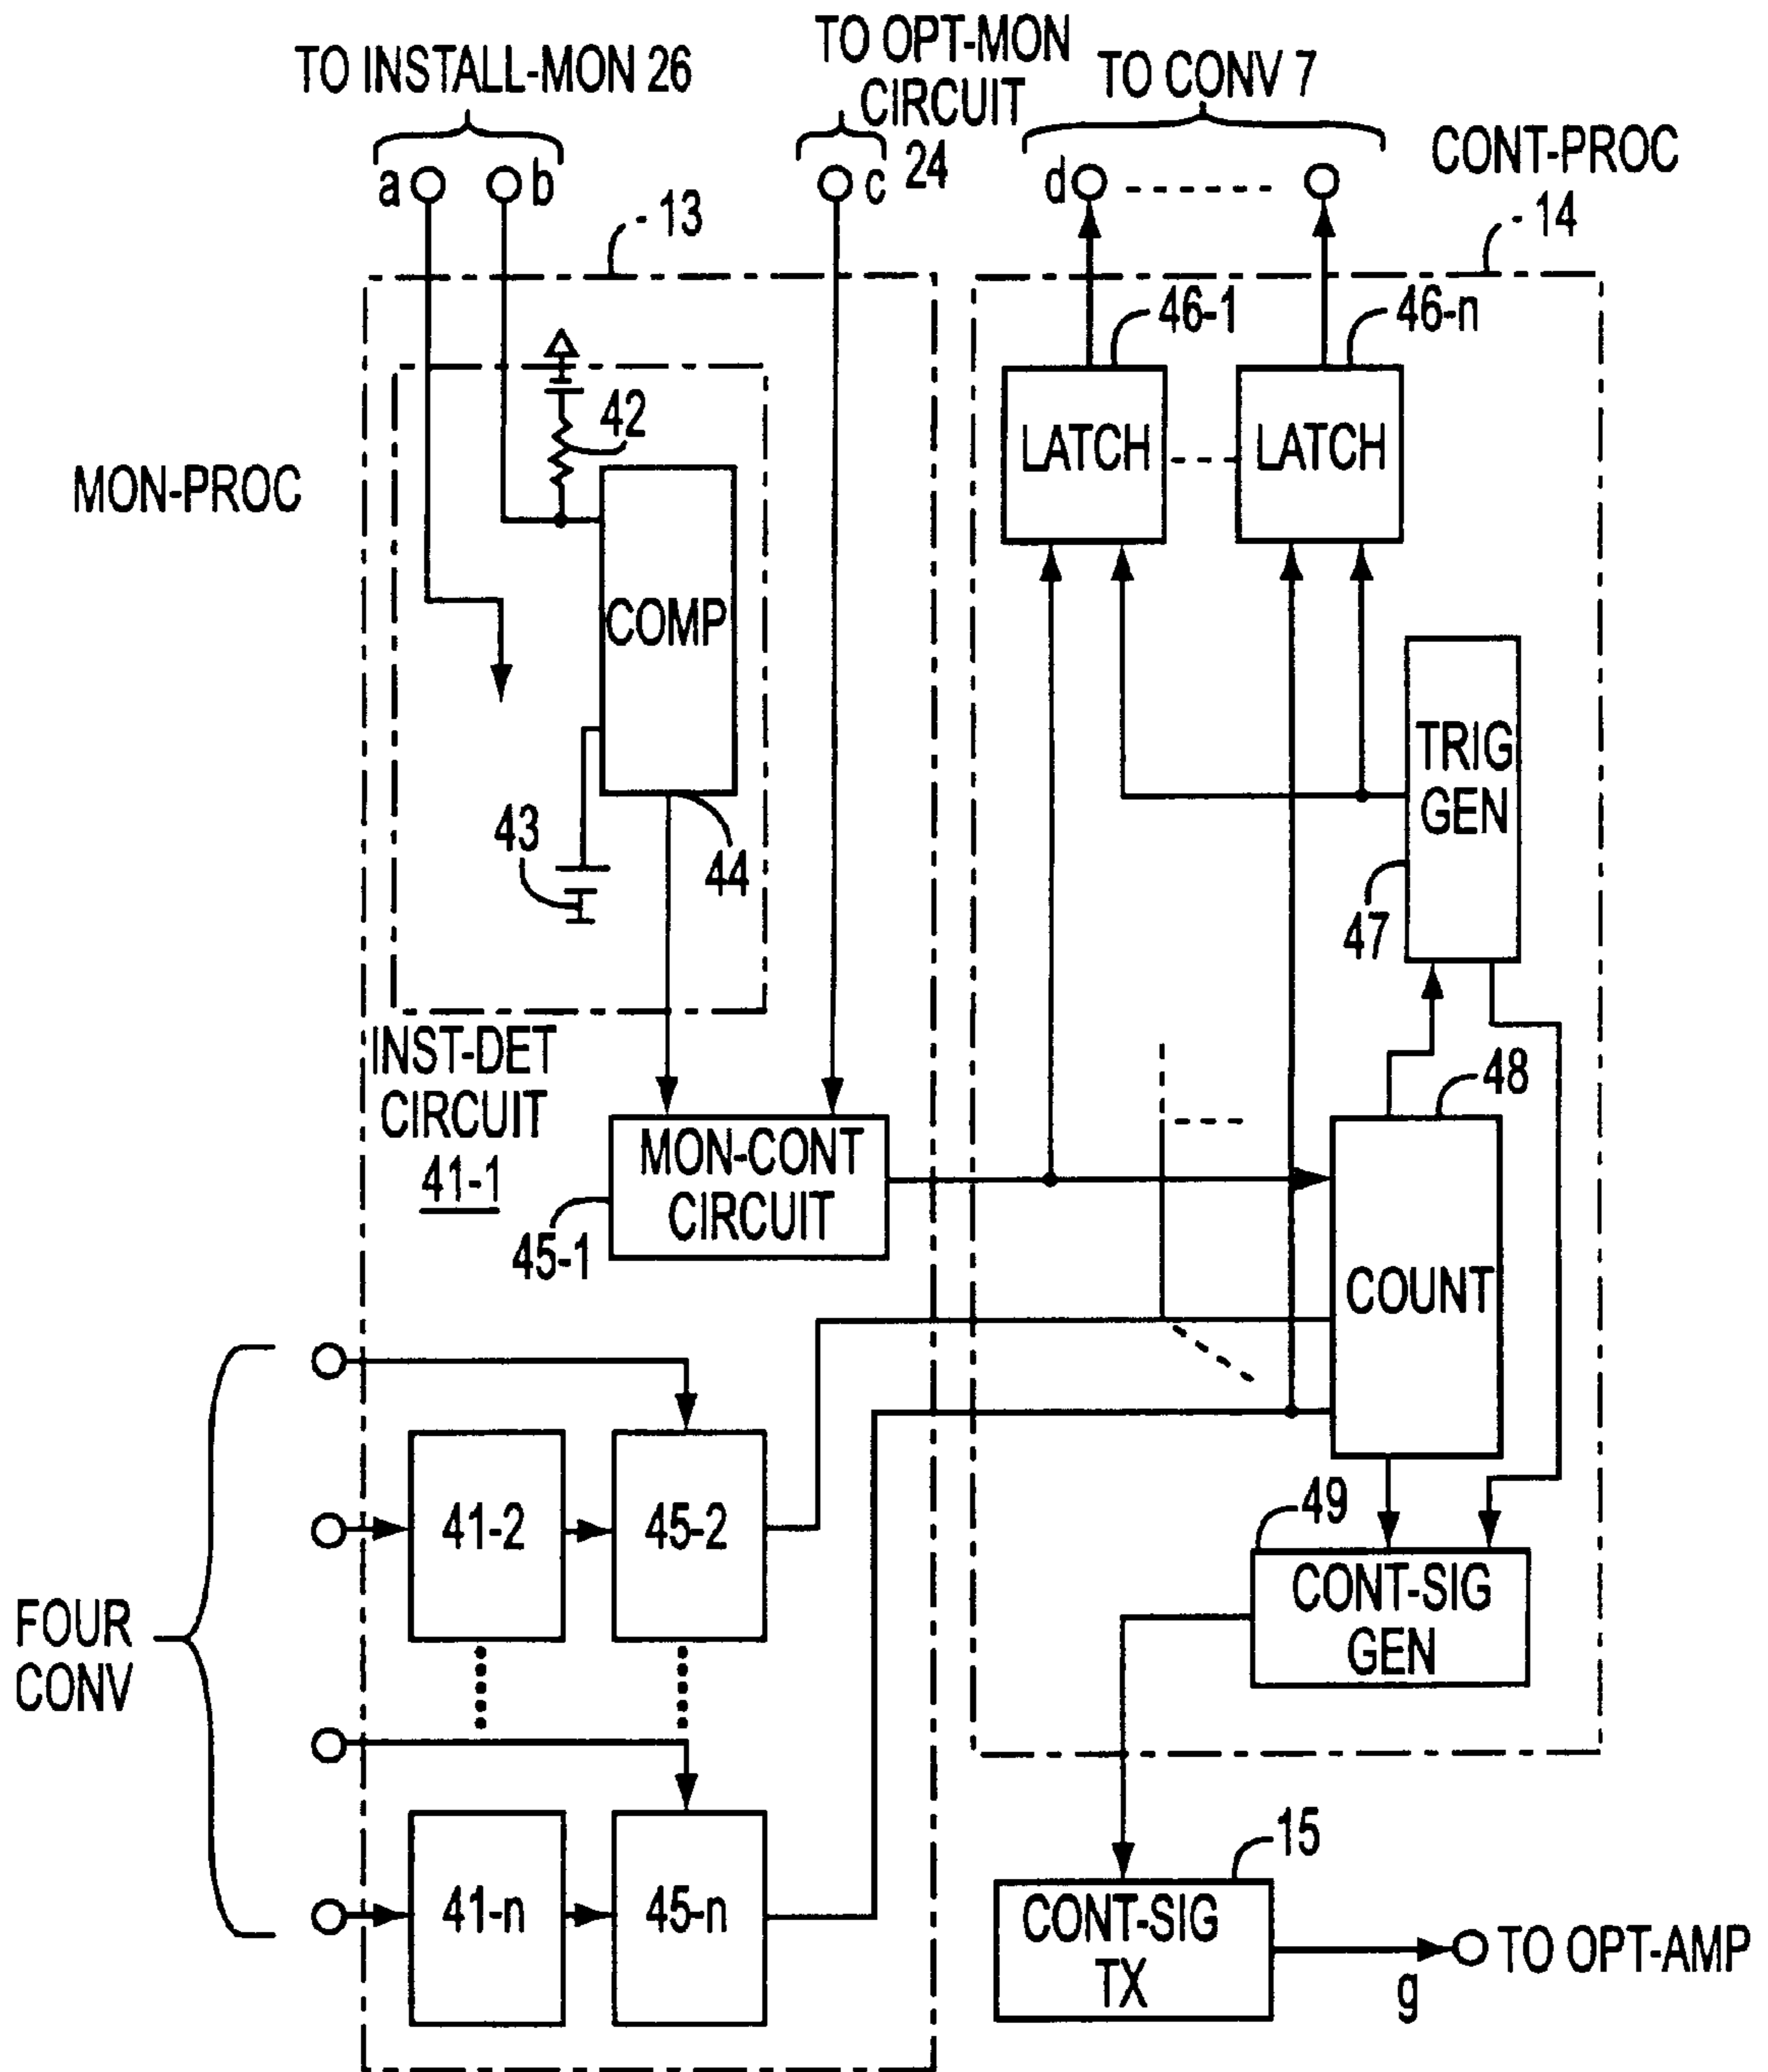 TO INSTALL-MON 26
TO OPT-MON
CIRCUIT
24
TO CONV 7
CONT-PROC
a
b
c
d
13
14
46-1
46-n
42
LATCH
LATCH
MON-PROC
COMP
TRIG
GEN
43
44
47
INST-DET
CIRCUIT
41-1
48
MON-CONT
CIRCUIT
45-1
COUNT
41-2
45-2
49
FOUR
CONV
CONT-SIG
GEN
15
41-n
45-n
CONT-SIG
TX
g
TO OPT-AMP